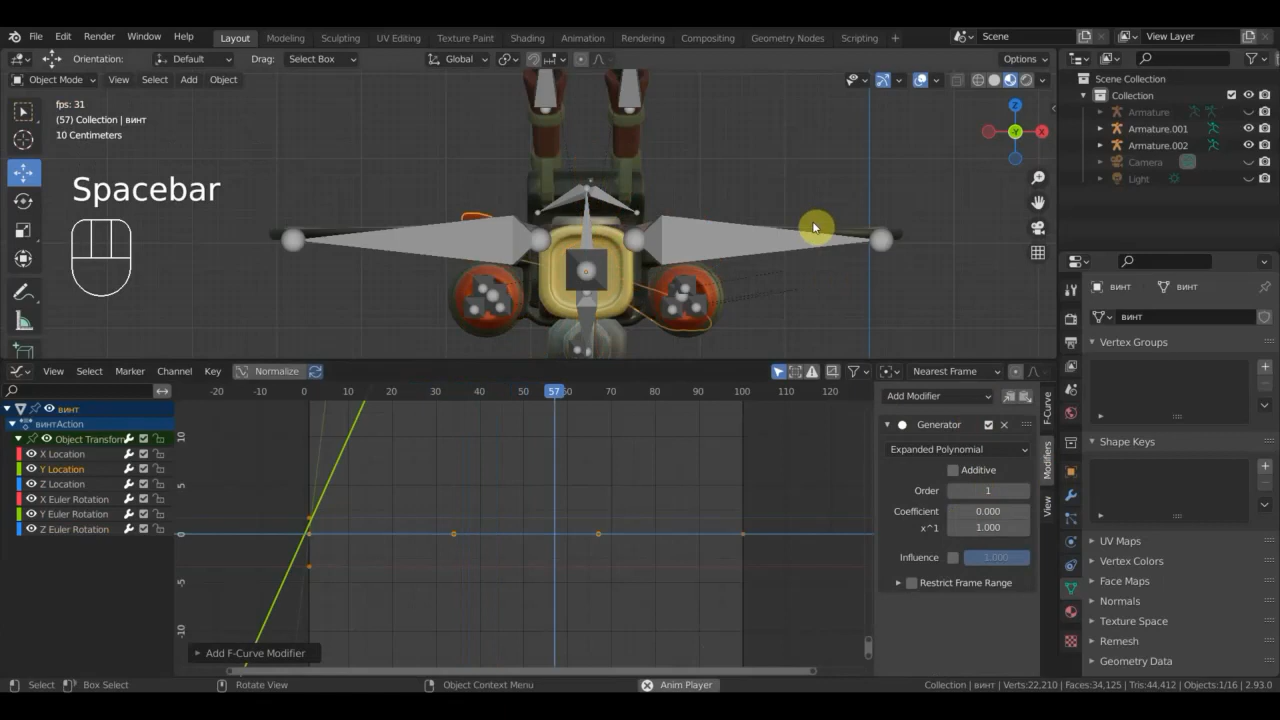 File Edit Render Window Help Layout Modeling Sculpting UV Editing Texture Paint Shading Animation Rendering Compositing Geometry Nodes Scripting + Scene View Layer
Orientation: Default Drag: Select Box Global Options
Object Mode View Select Add Object
fps: 31
(57) Collection | винт
10 Centimeters
Spacebar
Z
Y
X
Scene Collection
Collection
Armature
Armature.001
Armature.002
Camera
Light
винт винт
винт
Vertex Groups
Shape Keys
UV Maps
Vertex Colors
Face Maps
Normals
Texture Space
Remesh
Geometry Data
View Select Marker Channel Key Normalize Nearest Frame
-20 -10 0 10 20 30 40 50 57 60 70 80 90 100 110 120
винт
винтAction
Object Transforn
X Location
Y Location
Z Location
X Euler Rotation
Y Euler Rotation
Z Euler Rotation
10
5
0
-5
-10
Add F-Curve Modifier
Add Modifier
Generator
Expanded Polynomial
Additive
Order 1
Coefficient 0.000
x^1 1.000
Influence 1.000
Restrict Frame Range
F-Curve
Modifiers
View
Select Box Select Rotate View Object Context Menu Anim Player Collection | винт | Verts:22,210 | Faces:34,125 | Tris:44,412 | Objects:1/16 | 2.93.0